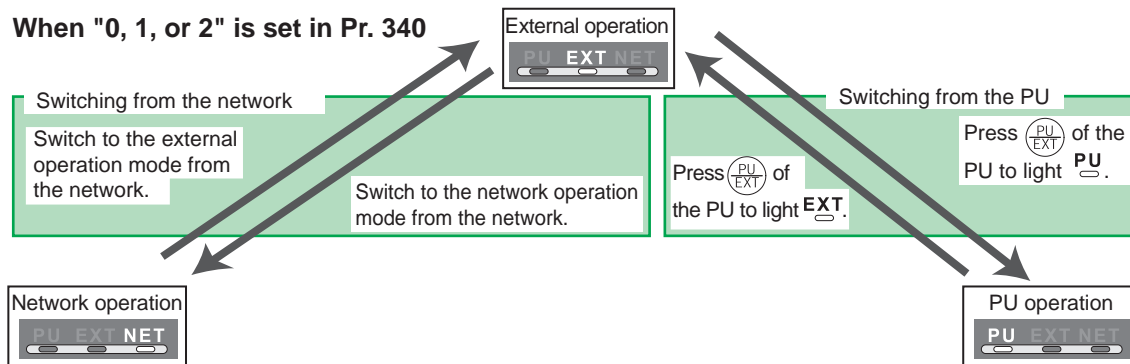 When "0, 1, or 2" is set in Pr. 340
External operation
PU EXT NET
Switching from the network
Switch to the external
operation mode from
the network.
Switch to the network operation
mode from the network.
Switching from the PU
Press PU/EXT of the
PU to light PU.
Press PU/EXT of
the PU to light EXT.
Network operation
PU EXT NET
PU operation
PU EXT NET